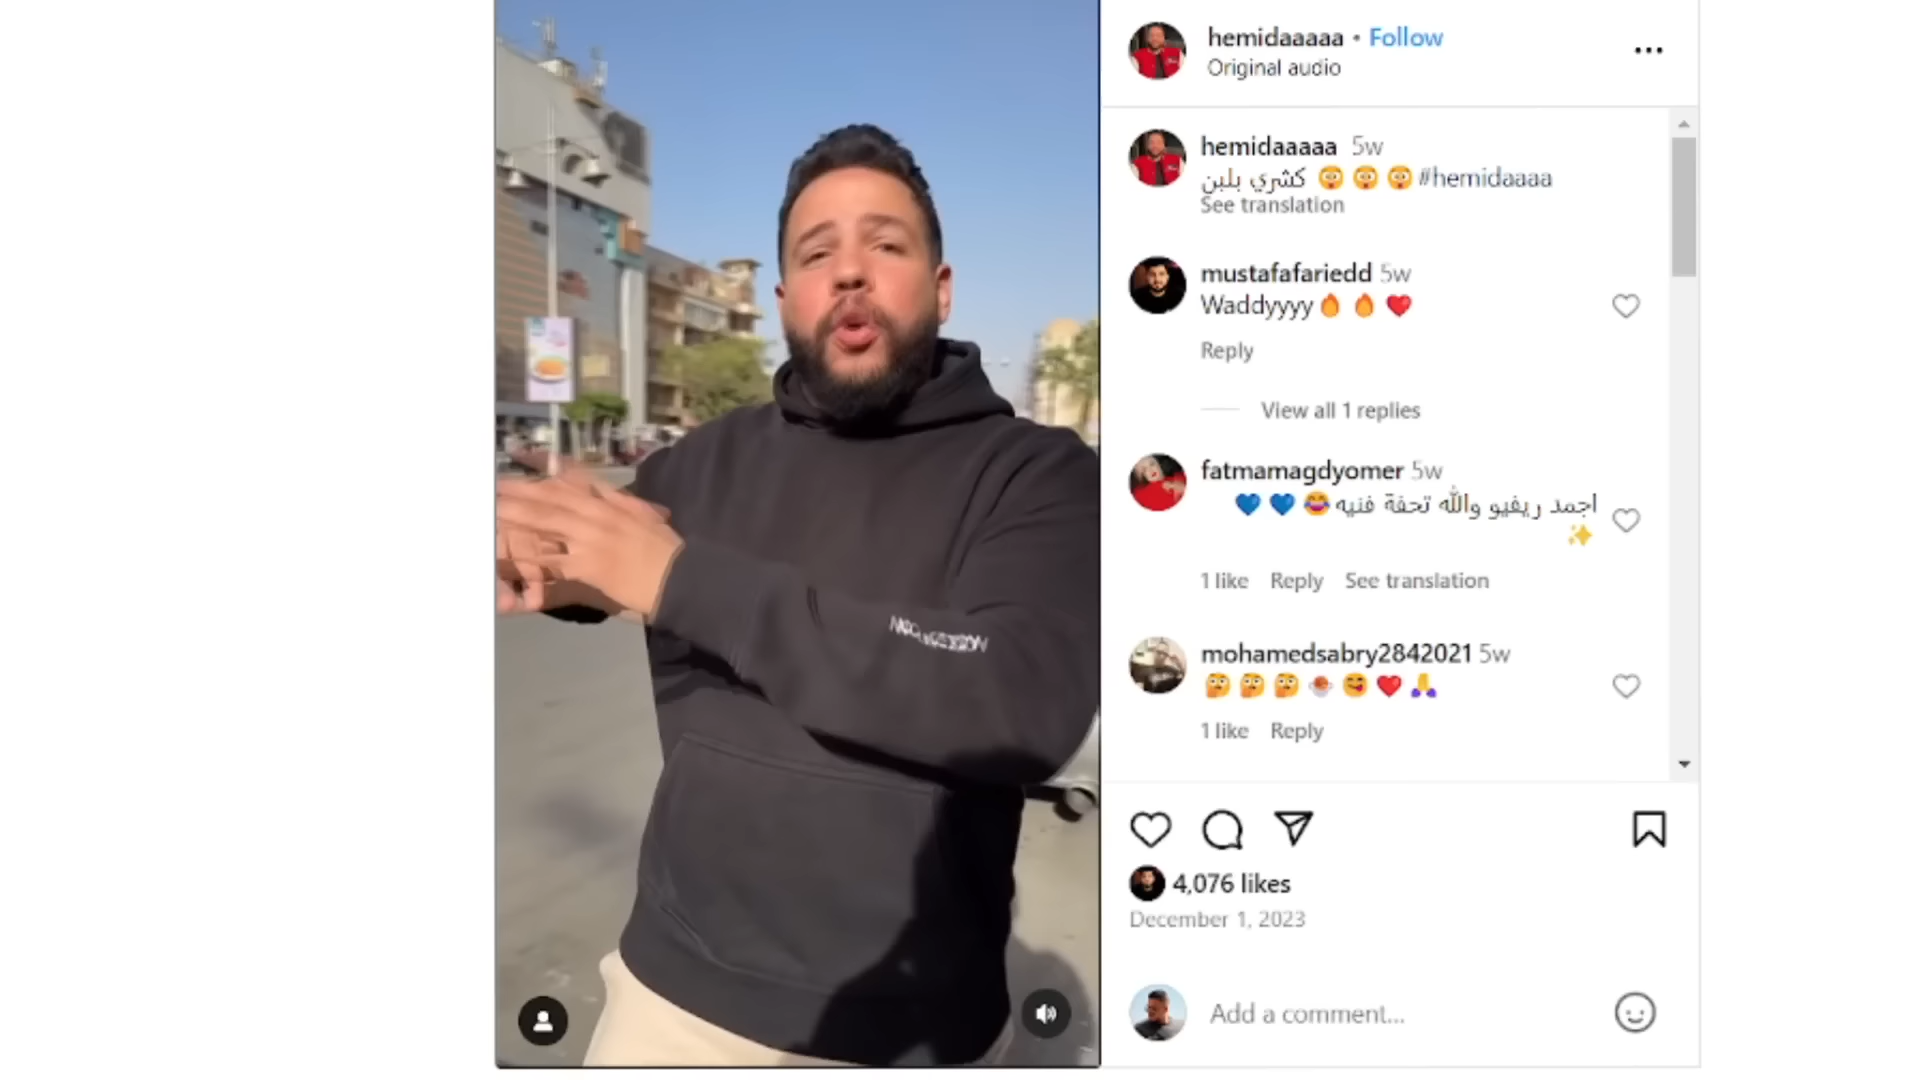 hemidaaaaa • Follow
Original audio
hemidaaaaa 5w
كشري بلبن 😲 😲 😲 #hemidaaaa
See translation
mustafafariedd 5w
Waddyyyy🔥 🔥 ❤️
Reply
View all 1 replies
fatmamagdyomer 5w
اجمد ريفيو والله تحفة فنيه😂 💙 💙
✨
1 like Reply See translation
mohamedsabry2842021 5w
1 like Reply
4,076 likes
December 1, 2023
Add a comment...